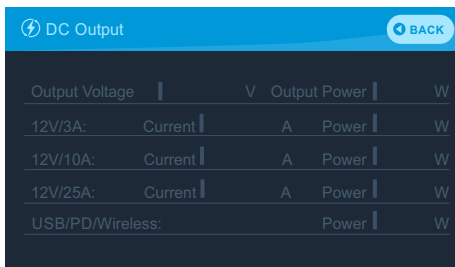 DC Output BACK
Output Voltage V Output Power W
12V/3A: Current A Power W
12V/10A: Current A Power W
12V/25A: Current A Power W
USB/PD/Wireless: Power W